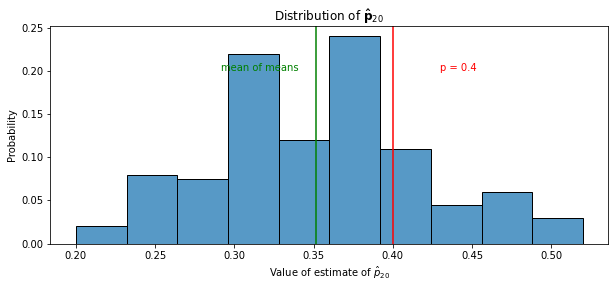 Distribution of p̂₂₀
0.25
0.20
0.15
0.10
0.05
0.00
Probability
mean of means
p = 0.4
0.20 0.25 0.30 0.35 0.40 0.45 0.50
Value of estimate of p̂₂₀